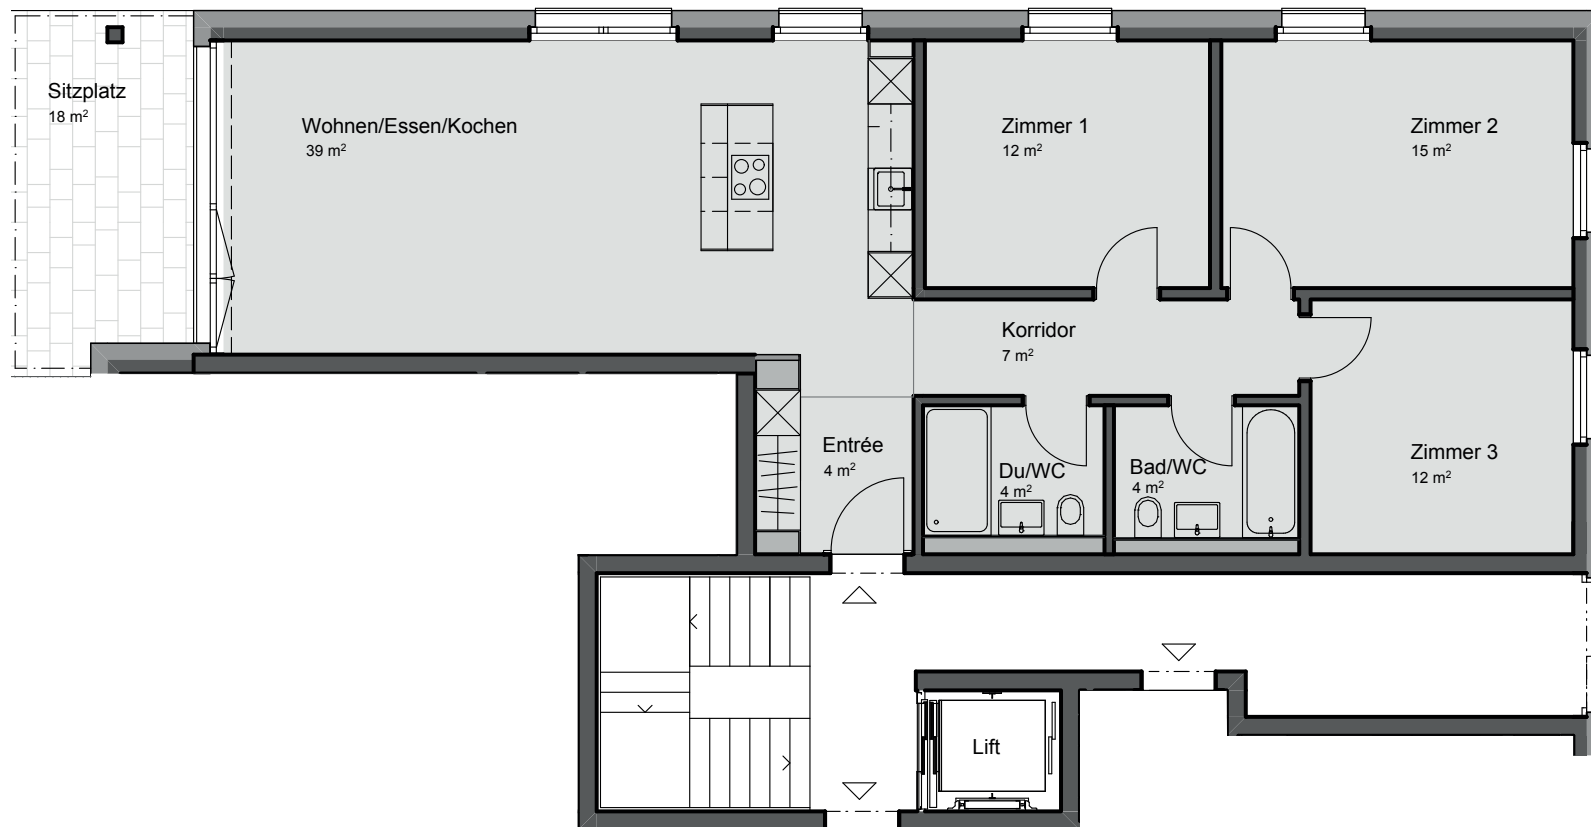 Sitzplatz
18 m²
Wohnen/Essen/Kochen
39 m²
Zimmer 1
12 m²
Zimmer 2
15 m²
Korridor
7 m²
Entrée
4 m²
Du/WC
4 m²
Bad/WC
4 m²
Zimmer 3
12 m²
Lift